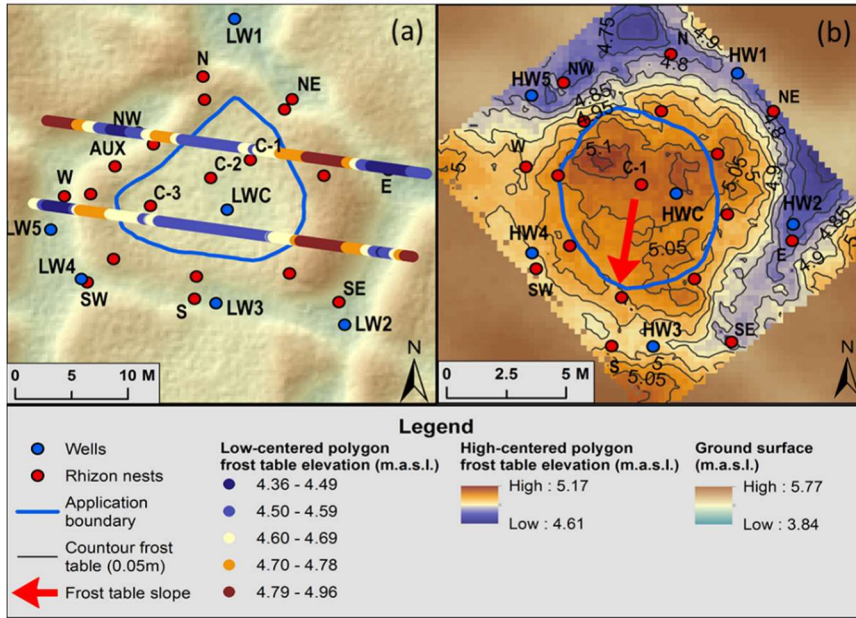 (a)
LW1
N
NE
NW
AUX
C-1
C-2
E
W
C-3
LWC
LW5
LW4
SW
S
LW3
SE
LW2
0 5 10 M
N
(b)
4.75
N
4.9
4.8
HW1
HW5
NW
NE
4.85
4.95
4.8
W
5.1
C-1
5.05
5
4.9
5
HWC
HW2
4.85
HW4
5.05
E
4.9
SW
HW3
SE
S
5
5.05
0 2.5 5 M
N
Legend
Wells
Rhizon nests
Application
boundary
Countour frost
table (0.05m)
Frost table slope
Low-centered polygon
frost table elevation (m.a.s.l.)
4.36 - 4.49
4.50 - 4.59
4.60 - 4.69
4.70 - 4.78
4.79 - 4.96
High-centered polygon
frost table elevation (m.a.s.l.)
High : 5.17
Low : 4.61
Ground surface
(m.a.s.l.)
High : 5.77
Low : 3.84